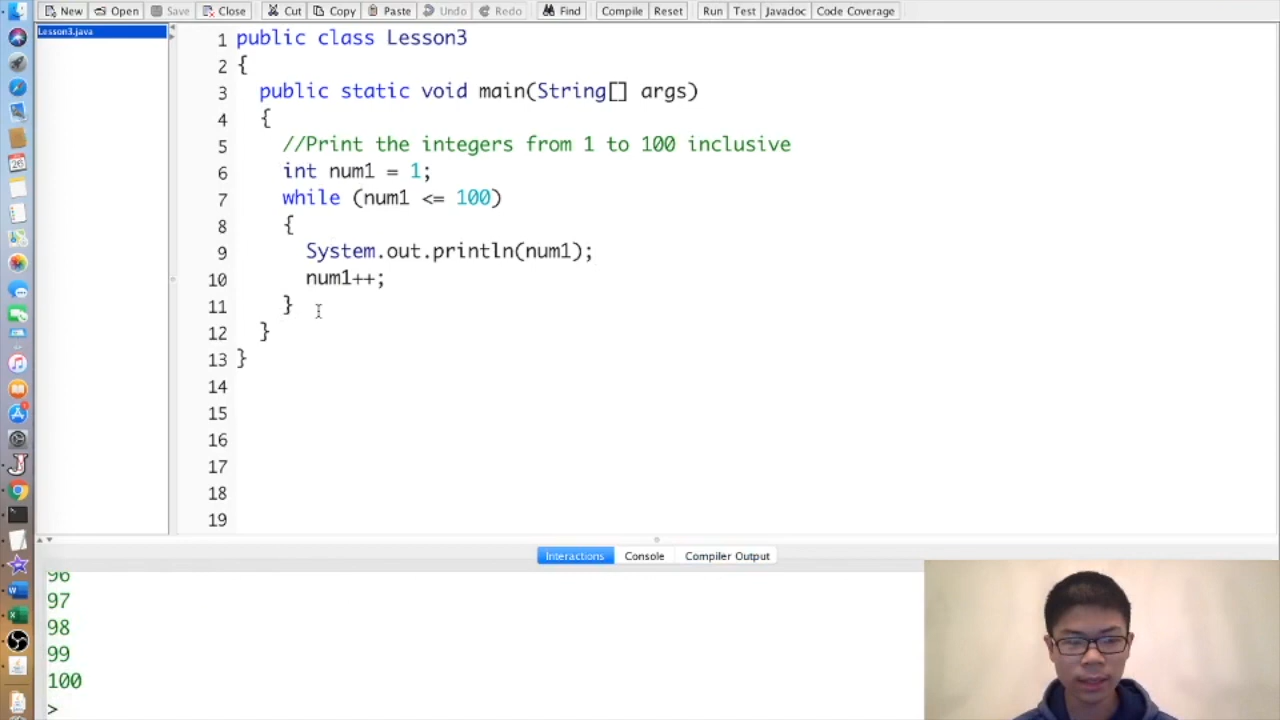 New Open Save Close Cut Copy Paste Undo Redo Find Compile Reset Run Test Javadoc Code Coverage
Lesson3.java
1 public class Lesson3
2 {
3 public static void main(String[] args)
4 {
5 //Print the integers from 1 to 100 inclusive
6 int num1 = 1;
7 while (num1 <= 100)
8 {
9 System.out.println(num1);
10 num1++;
11 }
12 }
13 }
14
15
16
17
18
19
Interactions Console Compiler Output
96
97
98
99
100
>